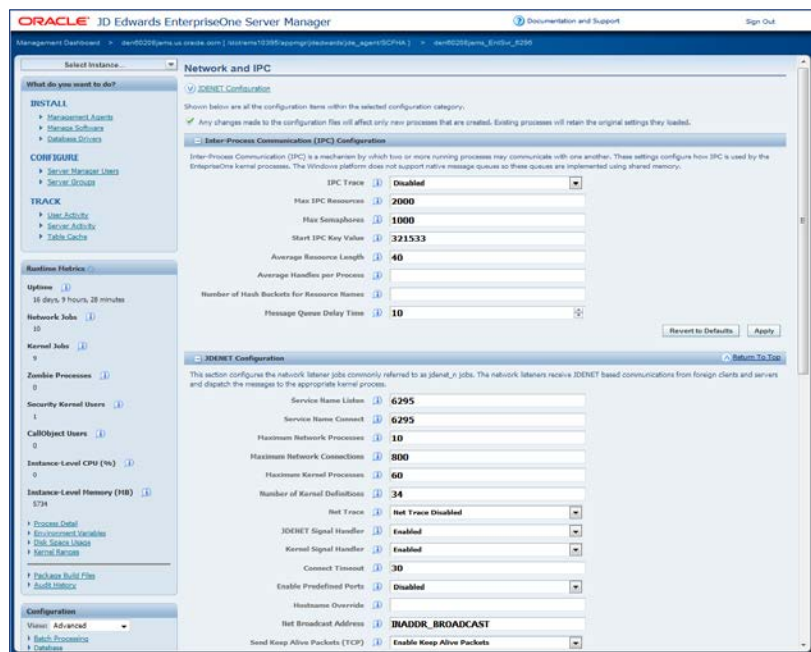 ORACLE JD Edwards EnterpriseOne Server Manager
Documentation and Support
Sign Out
Management Dashboard
Select Instance...
What do you want to do?
INSTALL
Management Agents
Manage Software
Database Drivers
CONFIGURE
Server Manager Users
Server Groups
TRACK
User Activity
Server Activity
Table Cache
Runtime Metrics
Uptime
16 days, 9 hours, 28 minutes
Network Jobs
10
Kernel Jobs
9
Zombie Processes
0
Security Kernel Users
1
CallObject Users
0
Instance-Level CPU (%)
0
Instance-Level Memory (MB)
5734
Process Detail
Environment Variables
Disk Space Usage
Kernel Ranges
Package Build Files
Audit History
Configuration
View: Advanced
Batch Processing
Database
Network and IPC
JDENET Configuration
Shown below are all the configuration items within the selected configuration category.
Any changes made to the configuration files will affect only new processes that are created. Existing processes will retain the original settings they loaded.
Inter-Process Communication (IPC) Configuration
Inter-Process Communication (IPC) is a mechanism by which two or more running processes may communicate with one another. These settings configure how IPC is used by the
EnterpriseOne kernel processes. The Windows platform does not support native message queues so these queues are implemented using shared memory.
IPC Trace Disabled
Max IPC Resources 2000
Max Semaphores 1000
Start IPC Key Value 321533
Average Resource Length 40
Average Handles per Process
Number of Hash Buckets for Resource Names
Message Queue Delay Time 10
Revert to Defaults Apply
JDENET Configuration Return To Top
This section configures the network listener jobs commonly referred to as jdenet_n jobs. The network listeners receive JDENET based communications from foreign clients and servers
and dispatch the messages to the appropriate kernel process.
Service Name Listen 6295
Service Name Connect 6295
Maximum Network Processes 10
Maximum Network Connections 800
Maximum Kernel Processes 60
Number of Kernel Definitions 34
Net Trace Net Trace Disabled
JDENET Signal Handler Enabled
Kernel Signal Handler Enabled
Connect Timeout 30
Enable Predefined Ports Disabled
Hostname Override
Net Broadcast Address INADDR_BROADCAST
Send Keep Alive Packets (TCP) Enable Keep Alive Packets